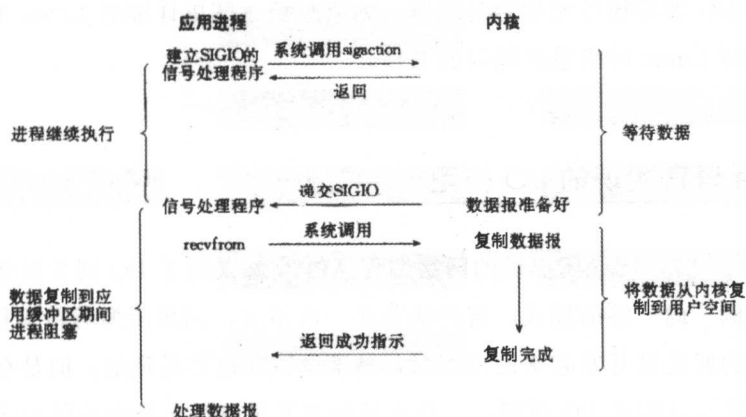 应用进程
内核
建立SIGIO的
信号处理程序
系统调用sigaction
返回
进程继续执行
等待数据
信号处理程序
递交SIGIO
数据报准备好
recvfrom
系统调用
复制数据报
数据复制到应
用缓冲区期间
进程阻塞
将数据从内核复
制到用户空间
返回成功指示
复制完成
处理数据报